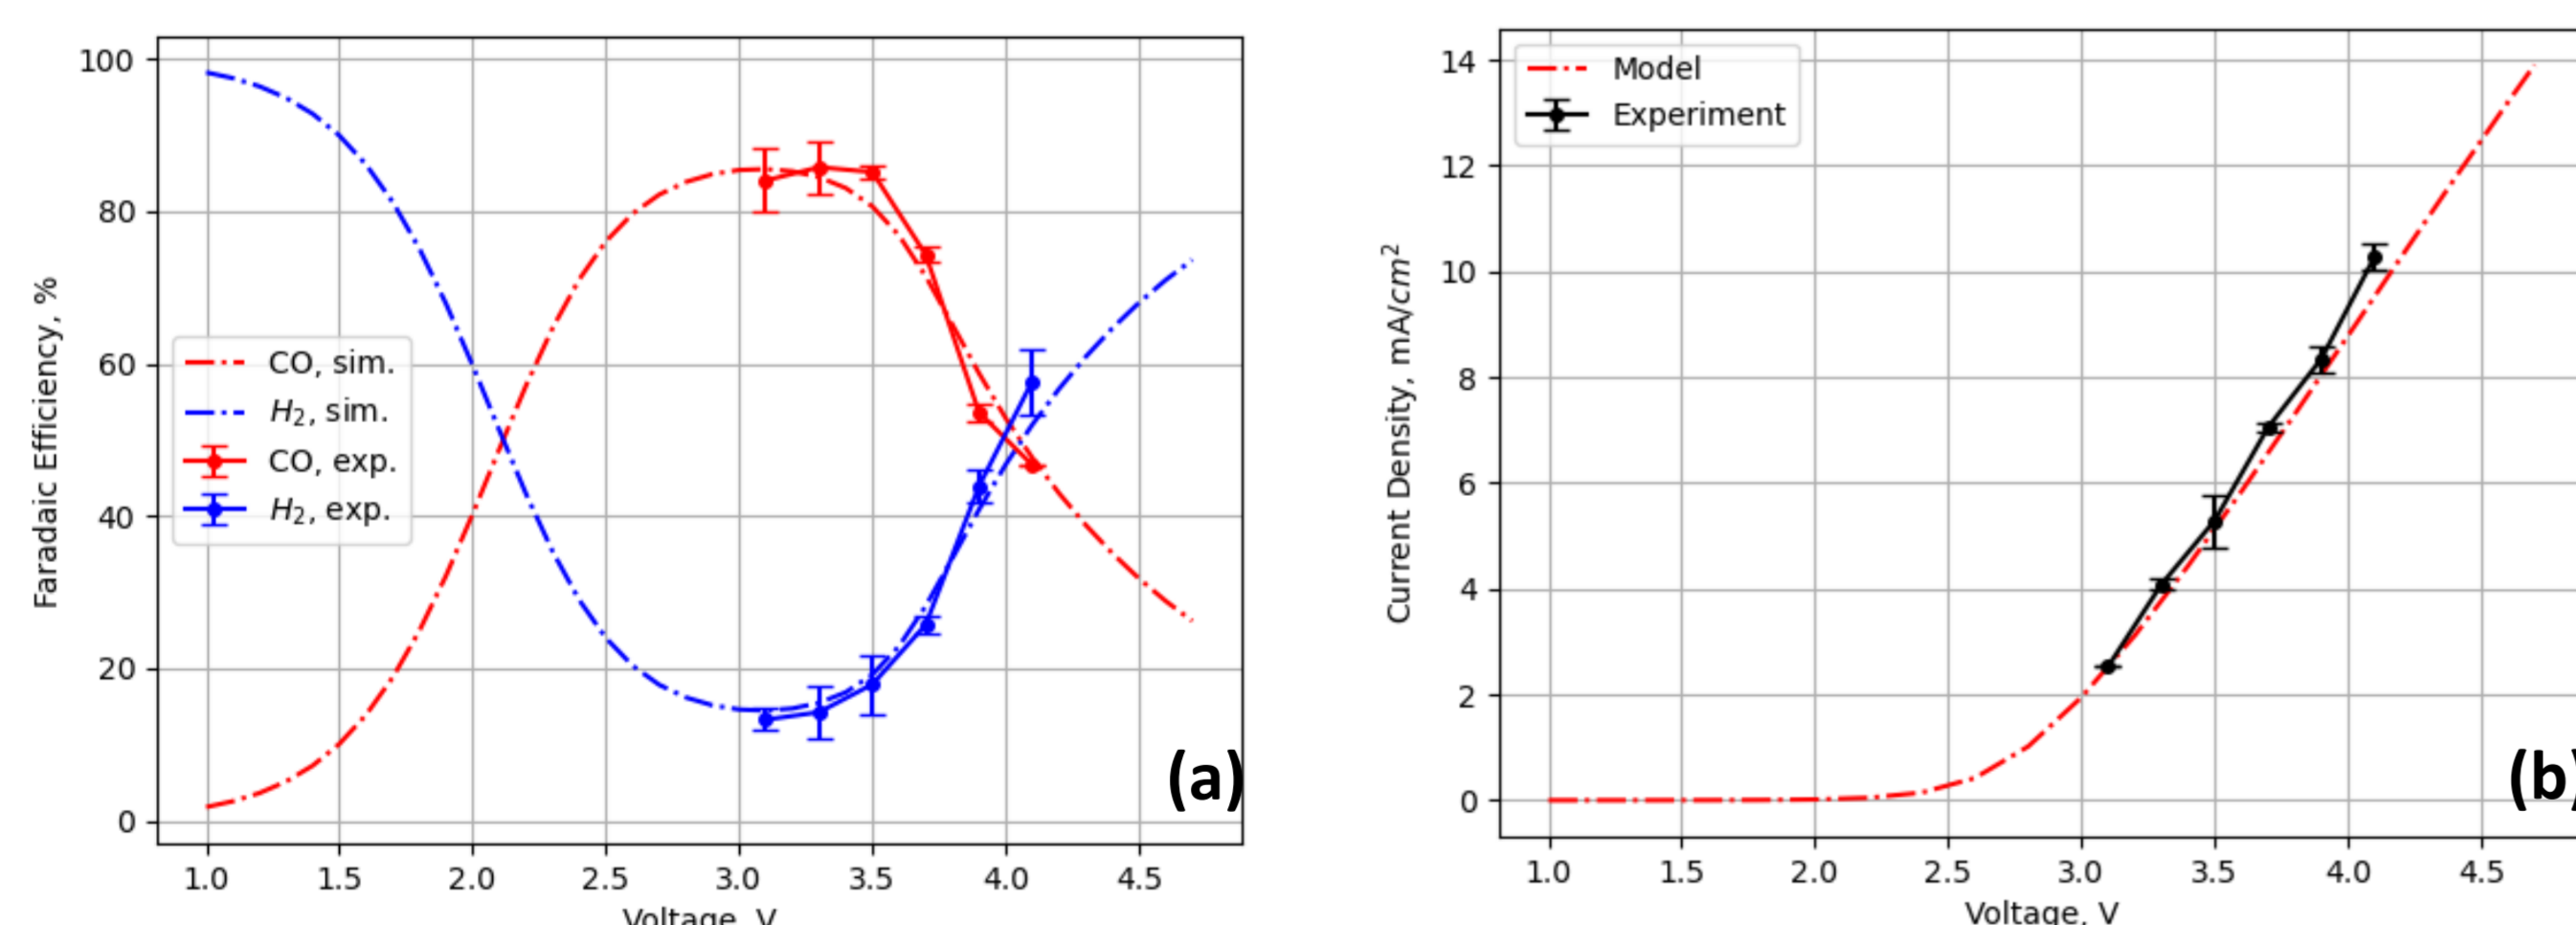 100
80
60
40
20
0
Faradaic Efficiency, %
CO, sim.
H₂, sim.
CO, exp.
H₂, exp.
(a)
1.0 1.5 2.0 2.5 3.0 3.5 4.0 4.5
Voltage, V
14
12
10
8
6
4
2
0
Current Density, mA/cm²
Model
Experiment
(b)
1.0 1.5 2.0 2.5 3.0 3.5 4.0 4.5
Voltage, V